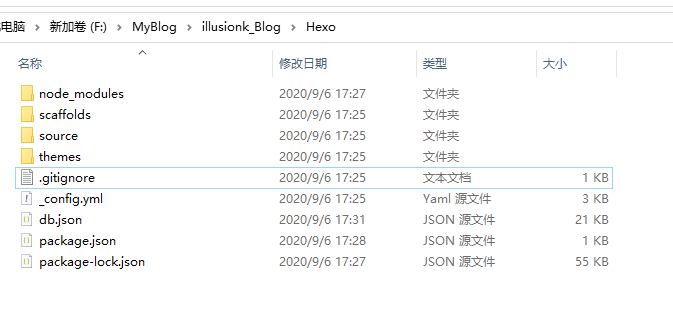 电脑 > 新加卷 (F:) > MyBlog > illusionk_Blog > Hexo
名称 修改日期 类型 大小
node_modules 2020/9/6 17:27 文件夹
scaffolds 2020/9/6 17:25 文件夹
source 2020/9/6 17:25 文件夹
themes 2020/9/6 17:25 文件夹
.gitignore 2020/9/6 17:25 文本文档 1 KB
_config.yml 2020/9/6 17:25 Yaml 源文件 3 KB
db.json 2020/9/6 17:31 JSON 源文件 21 KB
package.json 2020/9/6 17:28 JSON 源文件 1 KB
package-lock.json 2020/9/6 17:27 JSON 源文件 55 KB